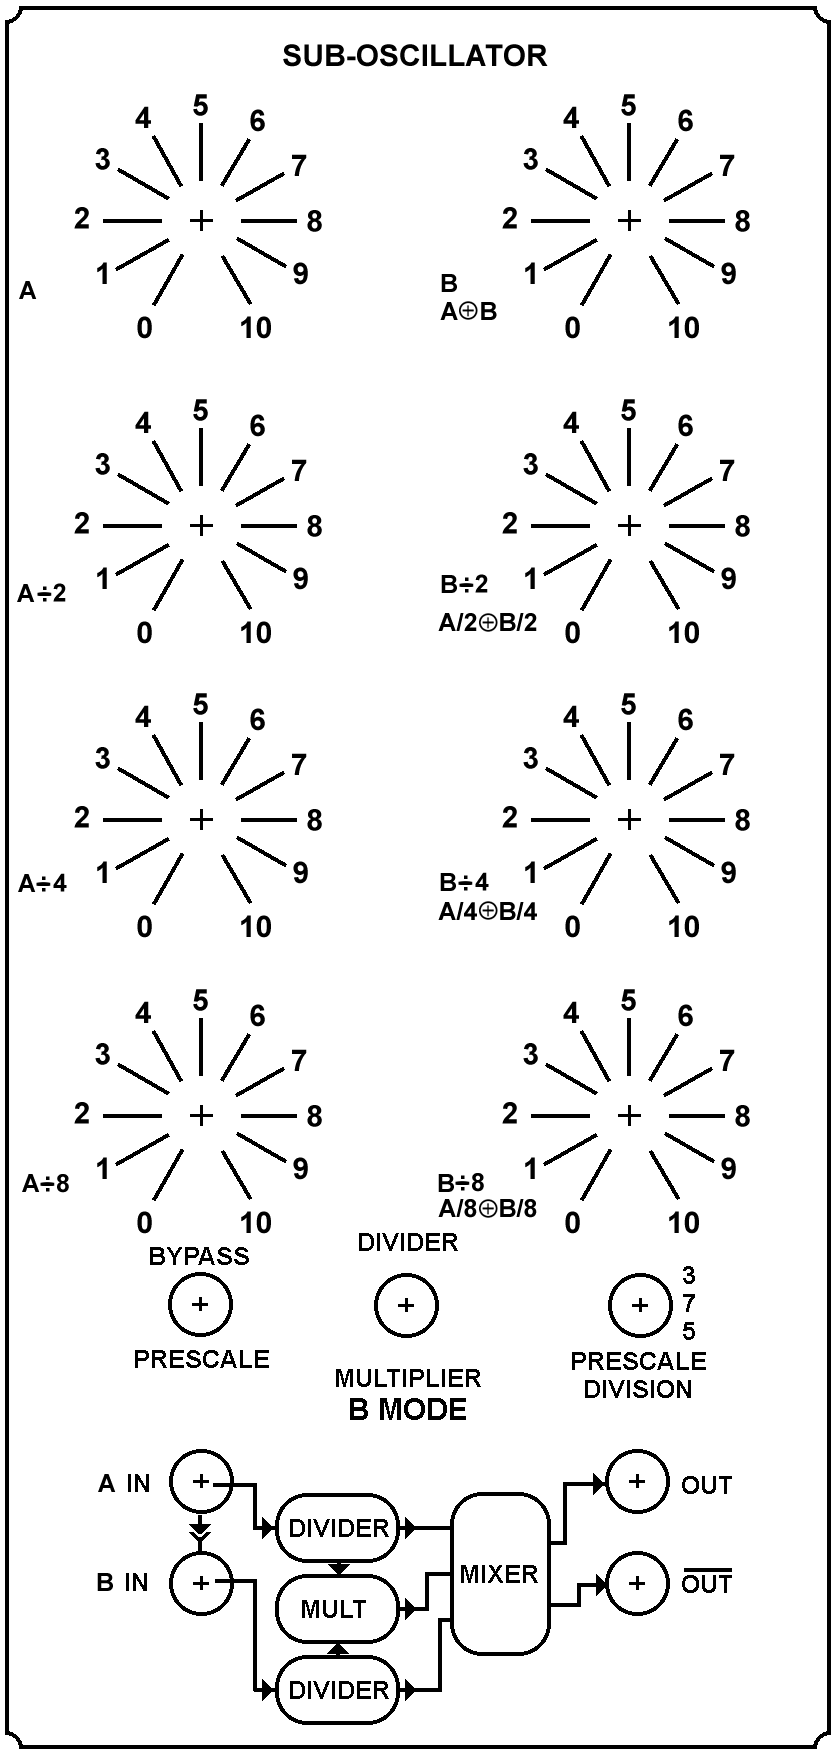 SUB-OSCILLATOR
5
4 6
3 7
2 8
1 9
0 10
A
5
4 6
3 7
2 8
1 9
0 10
B
A⊕B
5
4 6
3 7
2 8
1 9
0 10
A÷2
5
4 6
3 7
2 8
1 9
0 10
B÷2
A/2⊕B/2
5
4 6
3 7
2 8
1 9
0 10
A÷4
5
4 6
3 7
2 8
1 9
0 10
B÷4
A/4⊕B/4
5
4 6
3 7
2 8
1 9
0 10
A÷8
5
4 6
3 7
2 8
1 9
0 10
B÷8
A/8⊕B/8
BYPASS
PRESCALE
DIVIDER
MULTIPLIER
B MODE
3
7
5
PRESCALE
DIVISION
A IN
B IN
DIVIDER
MULT
DIVIDER
MIXER
OUT
O̅U̅T̅